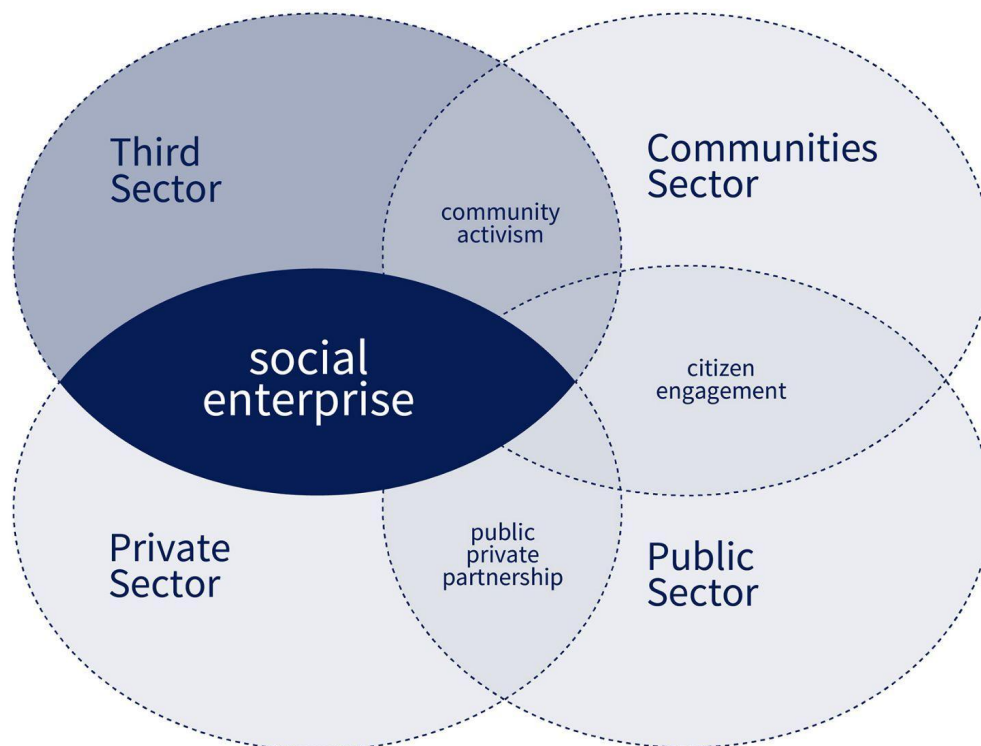 Third
Sector
Communities
Sector
community
activism
social
enterprise
citizen
engagement
Private
Sector
public
private
partnership
Public
Sector